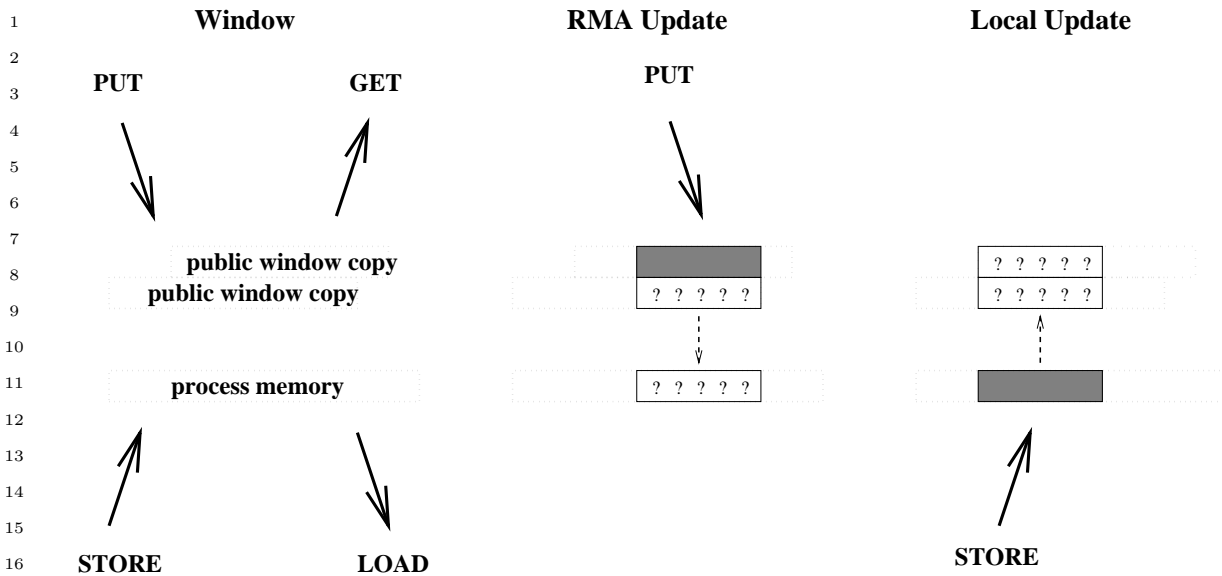 1 Window RMA Update Local Update
2
PUT GET PUT
3
4
5
6
7
public window copy ? ? ? ? ?
8
public window copy ? ? ? ? ? ? ? ? ? ?
9
10
11 process memory ? ? ? ? ?
12
13
14
15
16 STORE LOAD STORE